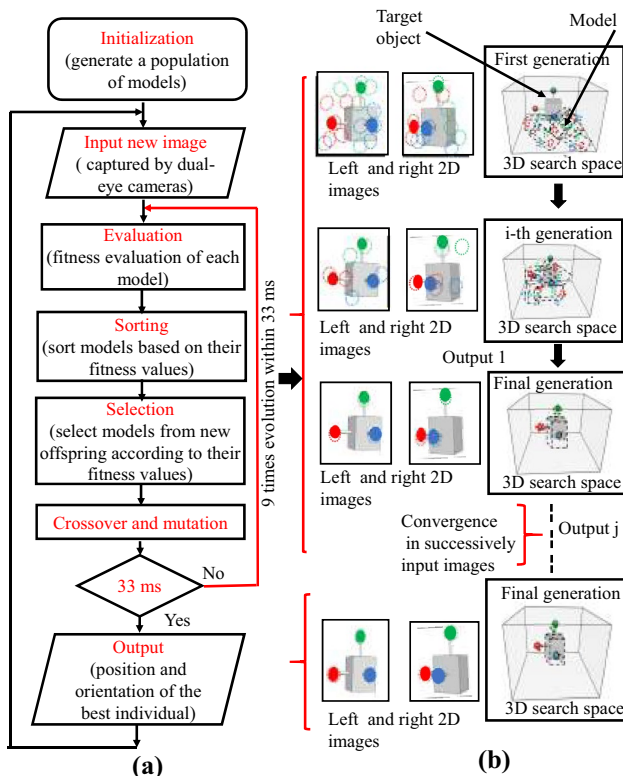 Initialization
(generate a population
of models)
Input new image
( captured by dual-
eye cameras)
Evaluation
(fitness evaluation of each
model)
Sorting
(sort models based on their
fitness values)
Selection
(select models from new
offspring according to their
fitness values)
Crossover and mutation
33 ms
No
Yes
Output
(position and
orientation of the
best individual)
9 times evolution within 33 ms
(a)
Target
object
Model
First generation
3D search space
Left and right 2D
images
i-th generation
3D search space
Left and right 2D
images
Output 1
Final generation
3D search space
Left and right 2D
images
Convergence
in successively
input images
Output j
Final generation
3D search space
Left and right 2D
images
(b)